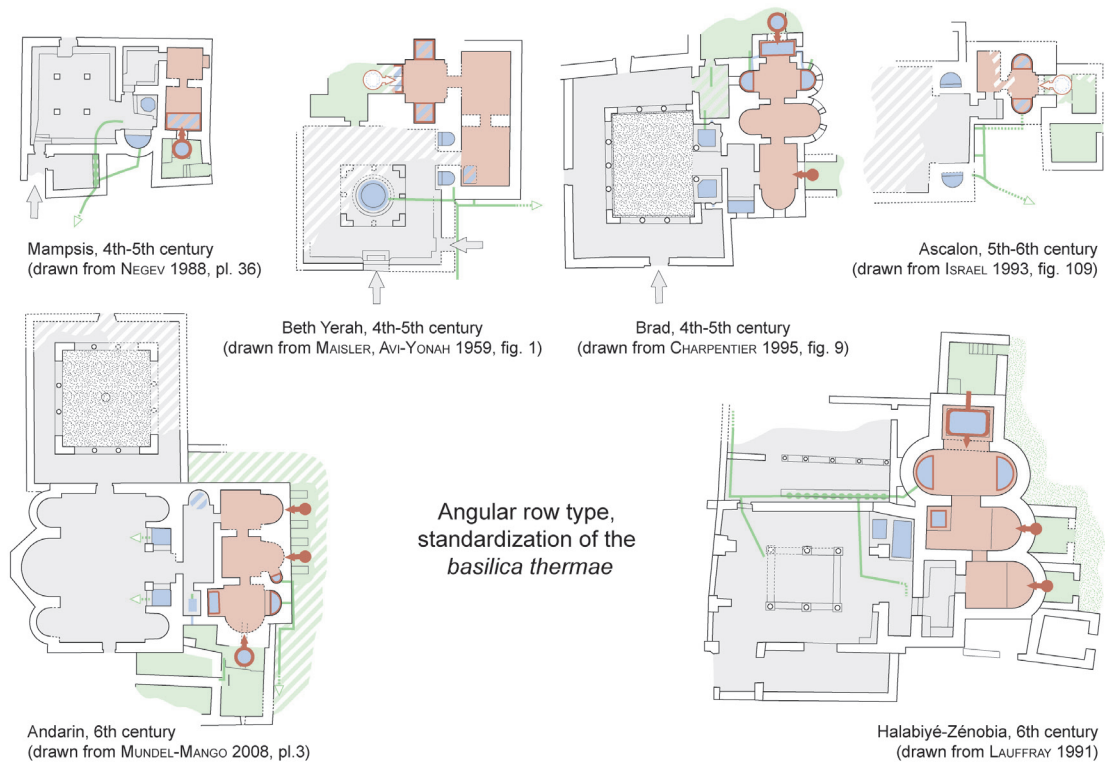 Mampsis, 4th-5th century
(drawn from NEGEV 1988, pl. 36)
Beth Yerah, 4th-5th century
(drawn from MAISLER, AVI-YONAH 1959, fig. 1)
Brad, 4th-5th century
(drawn from CHARPENTIER 1995, fig. 9)
Ascalon, 5th-6th century
(drawn from ISRAEL 1993, fig. 109)
Angular row type,
standardization of the
basilica thermae
Andarin, 6th century
(drawn from MUNDEL-MANGO 2008, pl.3)
Halabiyé-Zénobia, 6th century
(drawn from LAUFFRAY 1991)